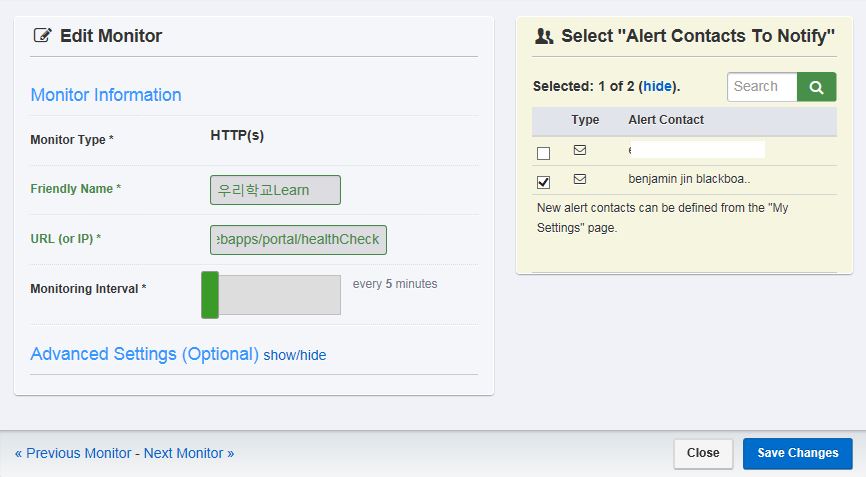 Edit Monitor
Monitor Information
Monitor Type *
HTTP(s)
Friendly Name *
우리학교Learn
URL (or IP) *
ebapps/portal/healthCheck
Monitoring Interval *
every 5 minutes
Advanced Settings (Optional) show/hide
Select "Alert Contacts To Notify"
Selected: 1 of 2 (hide).
Search
Type Alert Contact
benjamin jin blackboa..
New alert contacts can be defined from the "My
Settings" page.
« Previous Monitor - Next Monitor »
Close
Save Changes